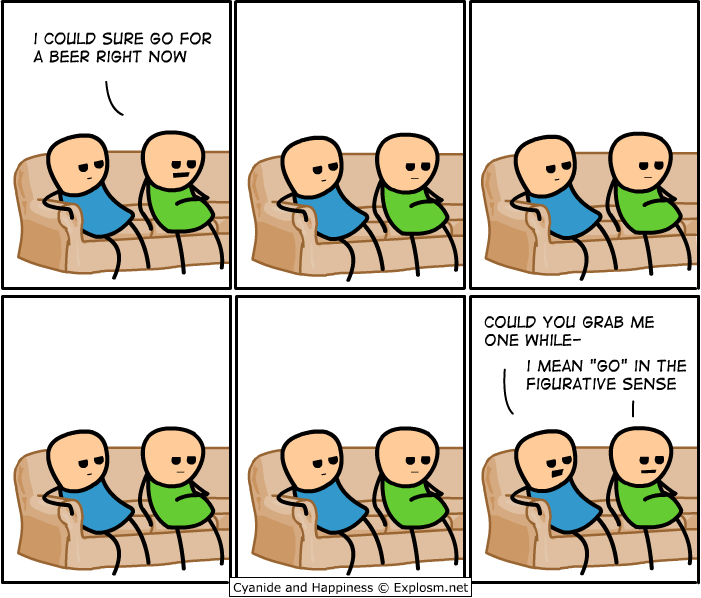 I COULD SURE GO FOR
A BEER RIGHT NOW
COULD YOU GRAB ME
ONE WHILE-
I MEAN "GO" IN THE
FIGURATIVE SENSE
Cyanide and Happiness © Explosm.net